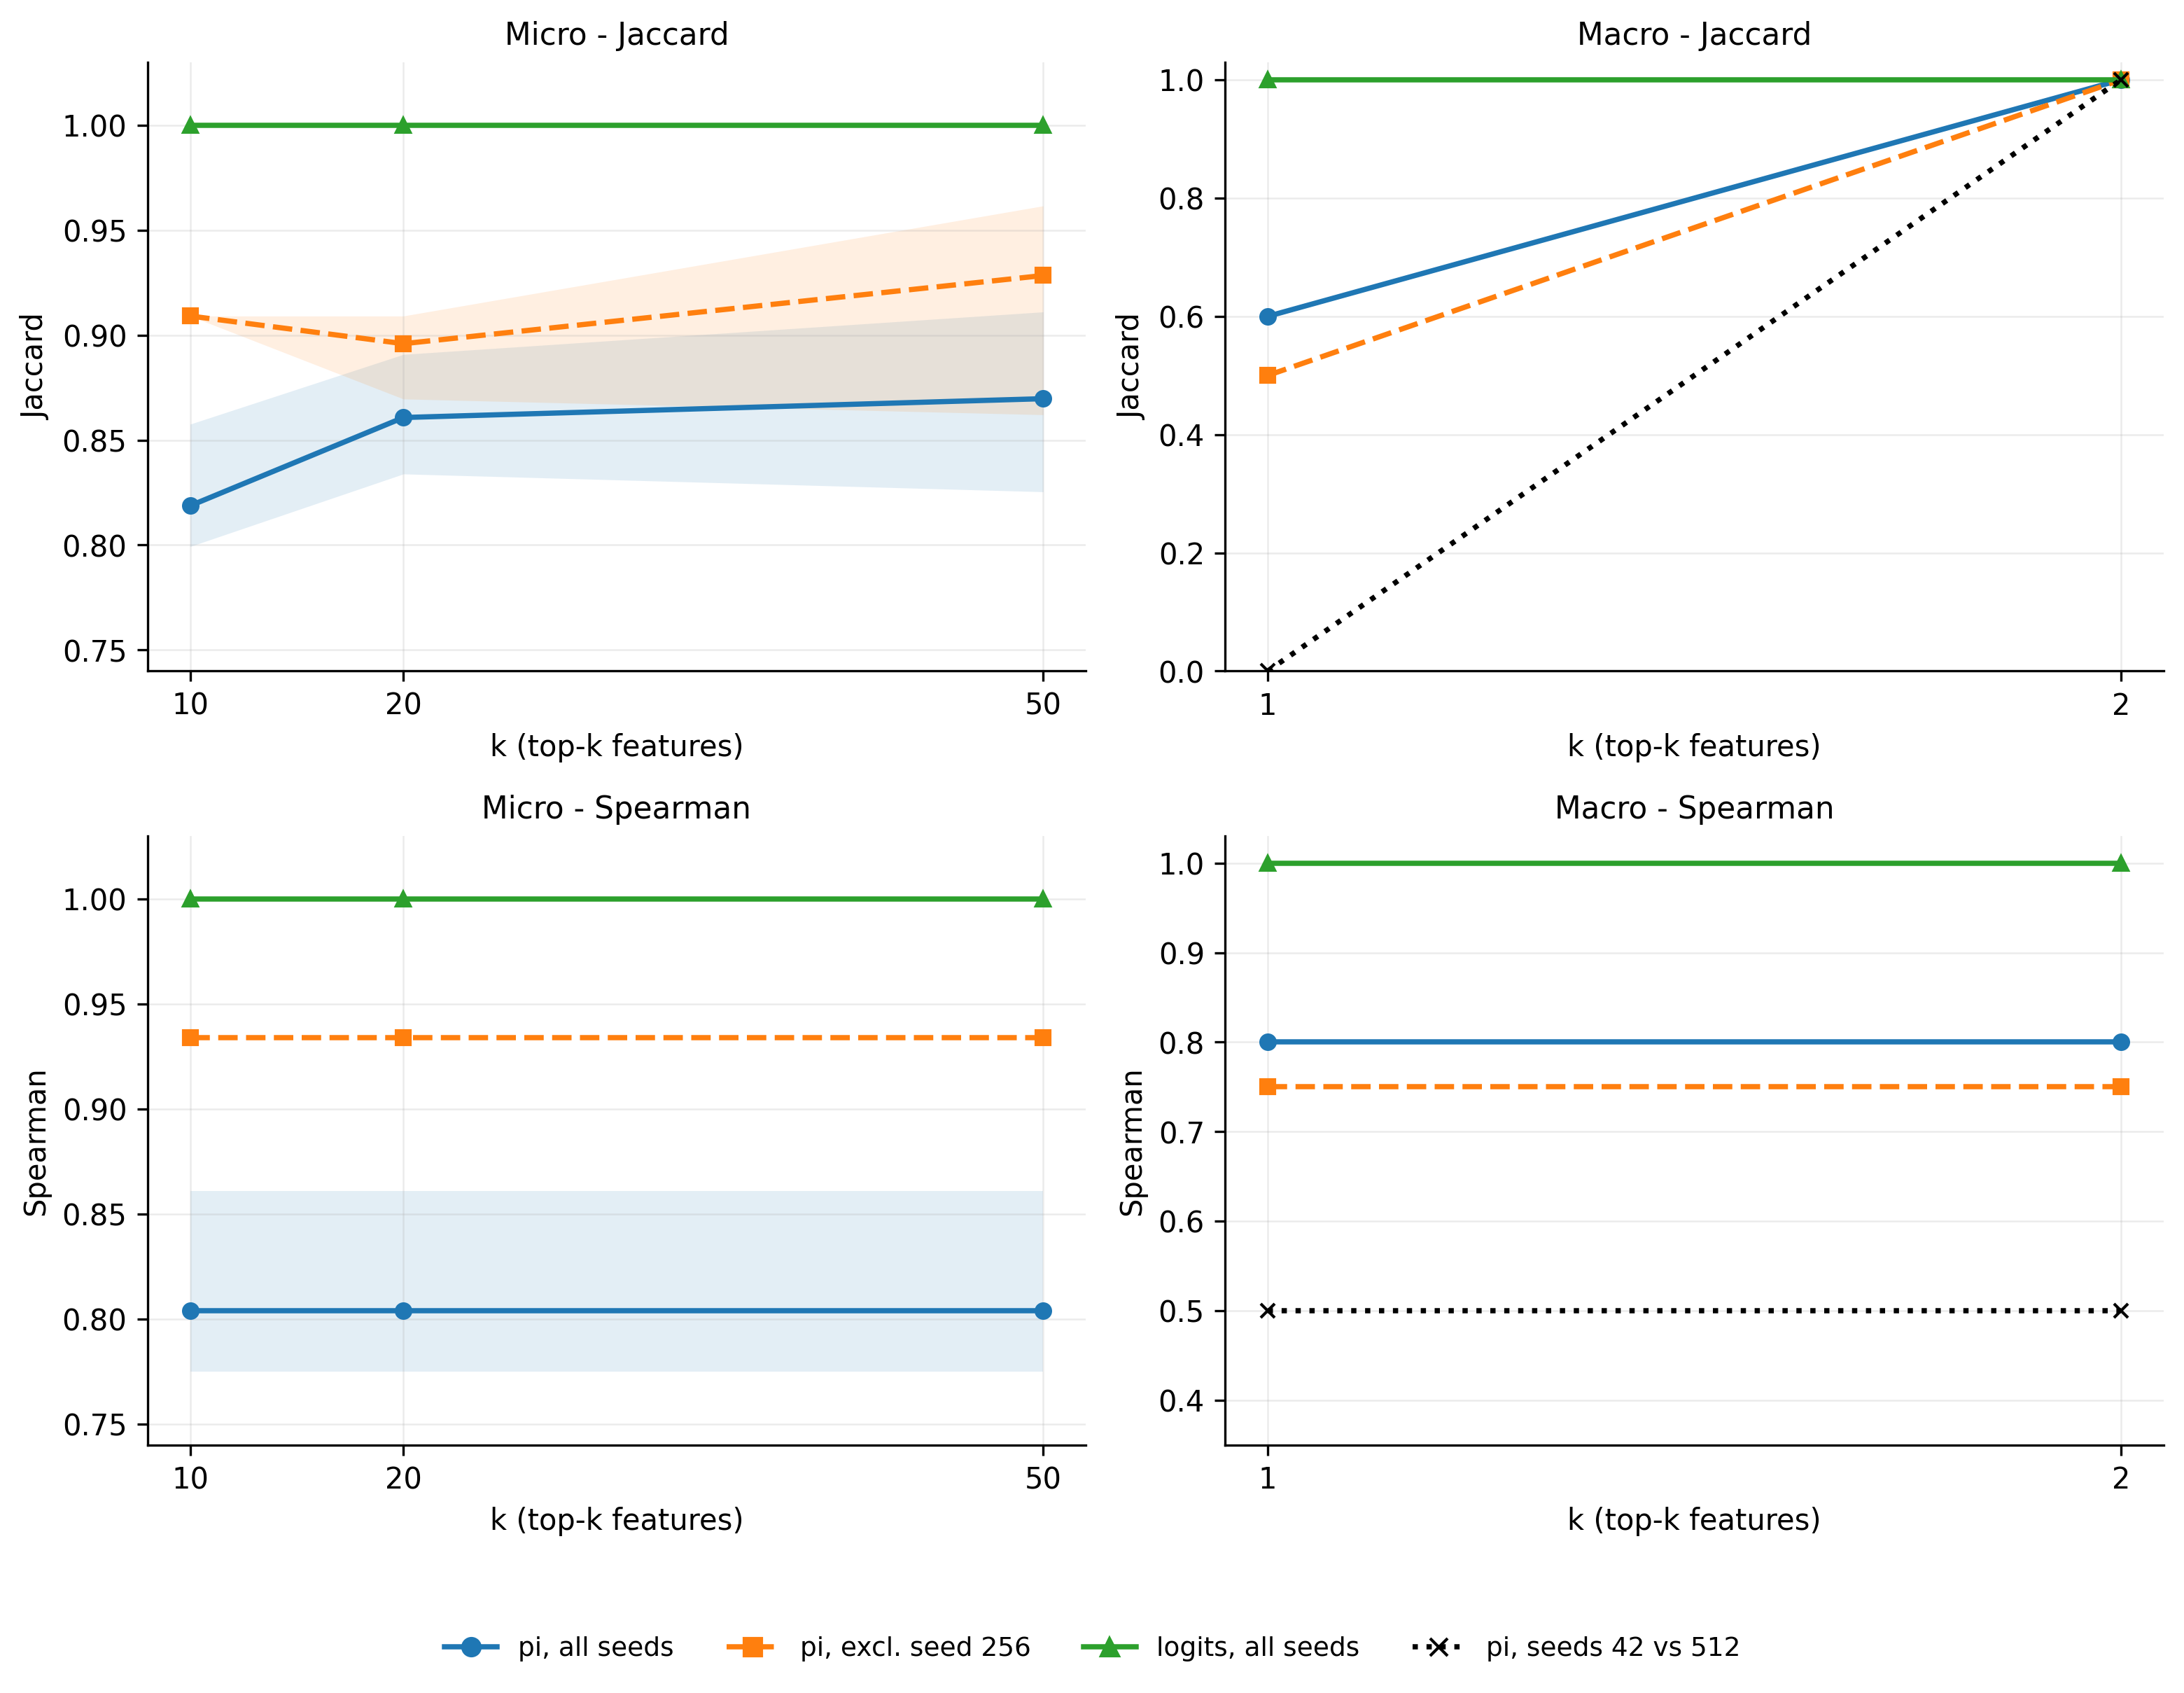 Micro - Jaccard
1.00
0.95
0.90
0.85
0.80
0.75
Jaccard
10 20 50
k (top-k features)
Macro - Jaccard
1.0
0.8
0.6
0.4
0.2
0.0
Jaccard
1 2
k (top-k features)
Micro - Spearman
1.00
0.95
0.90
0.85
0.80
0.75
Spearman
10 20 50
k (top-k features)
Macro - Spearman
1.0
0.9
0.8
0.7
0.6
0.5
0.4
Spearman
1 2
k (top-k features)
pi, all seeds pi, excl. seed 256 logits, all seeds pi, seeds 42 vs 512